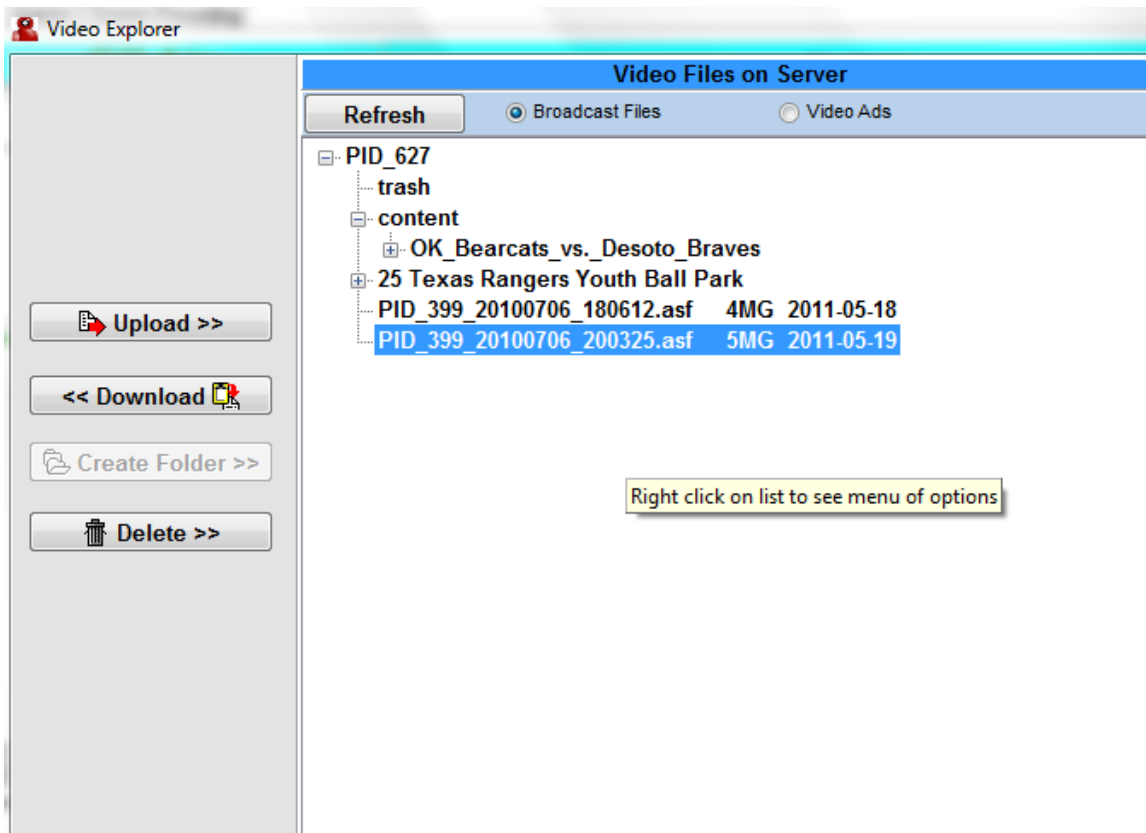 Video Explorer
Video Files on Server
Refresh Broadcast Files Video Ads
PID_627
trash
content
OK_Bearcats_vs._Desoto_Braves
25 Texas Rangers Youth Ball Park
PID_399_20100706_180612.asf 4MG 2011-05-18
PID_399_20100706_200325.asf 5MG 2011-05-19
Upload >>
<< Download
Create Folder >>
Delete >>
Right click on list to see menu of options